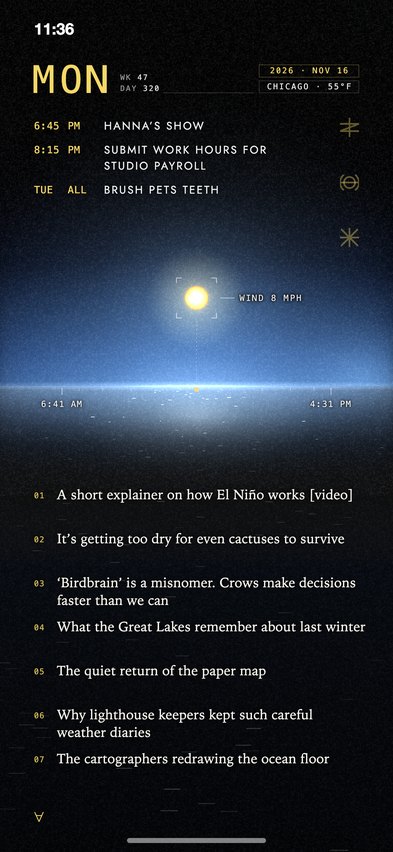 11:36
MON
WK 47
DAY 320
2026 · NOV 16
CHICAGO · 55°F
6:45 PM HANNA'S SHOW
8:15 PM SUBMIT WORK HOURS FOR
STUDIO PAYROLL
TUE ALL BRUSH PETS TEETH
WIND 8 MPH
6:41 AM
4:31 PM
01 A short explainer on how El Niño works [video]
02 It’s getting too dry for even cactuses to survive
03 ‘Birdbrain’ is a misnomer. Crows make decisions
faster than we can
04 What the Great Lakes remember about last winter
05 The quiet return of the paper map
06 Why lighthouse keepers kept such careful
weather diaries
07 The cartographers redrawing the ocean floor